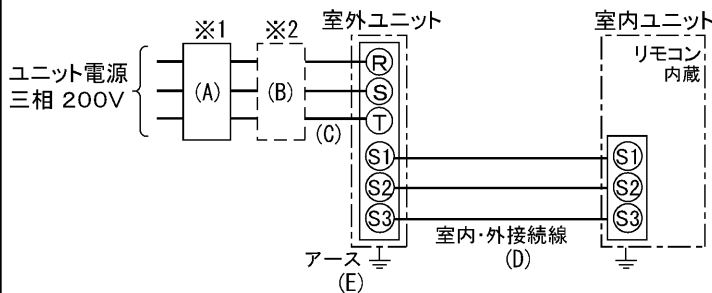 ※1
※2
室外ユニット
室内ユニット
ユニット電源
三相 200V
(A)
(B)
(C)
R
S
T
リモコン
内蔵
S1
S2
S3
S1
S2
S3
室内・外接続線
(D)
アース
(E)